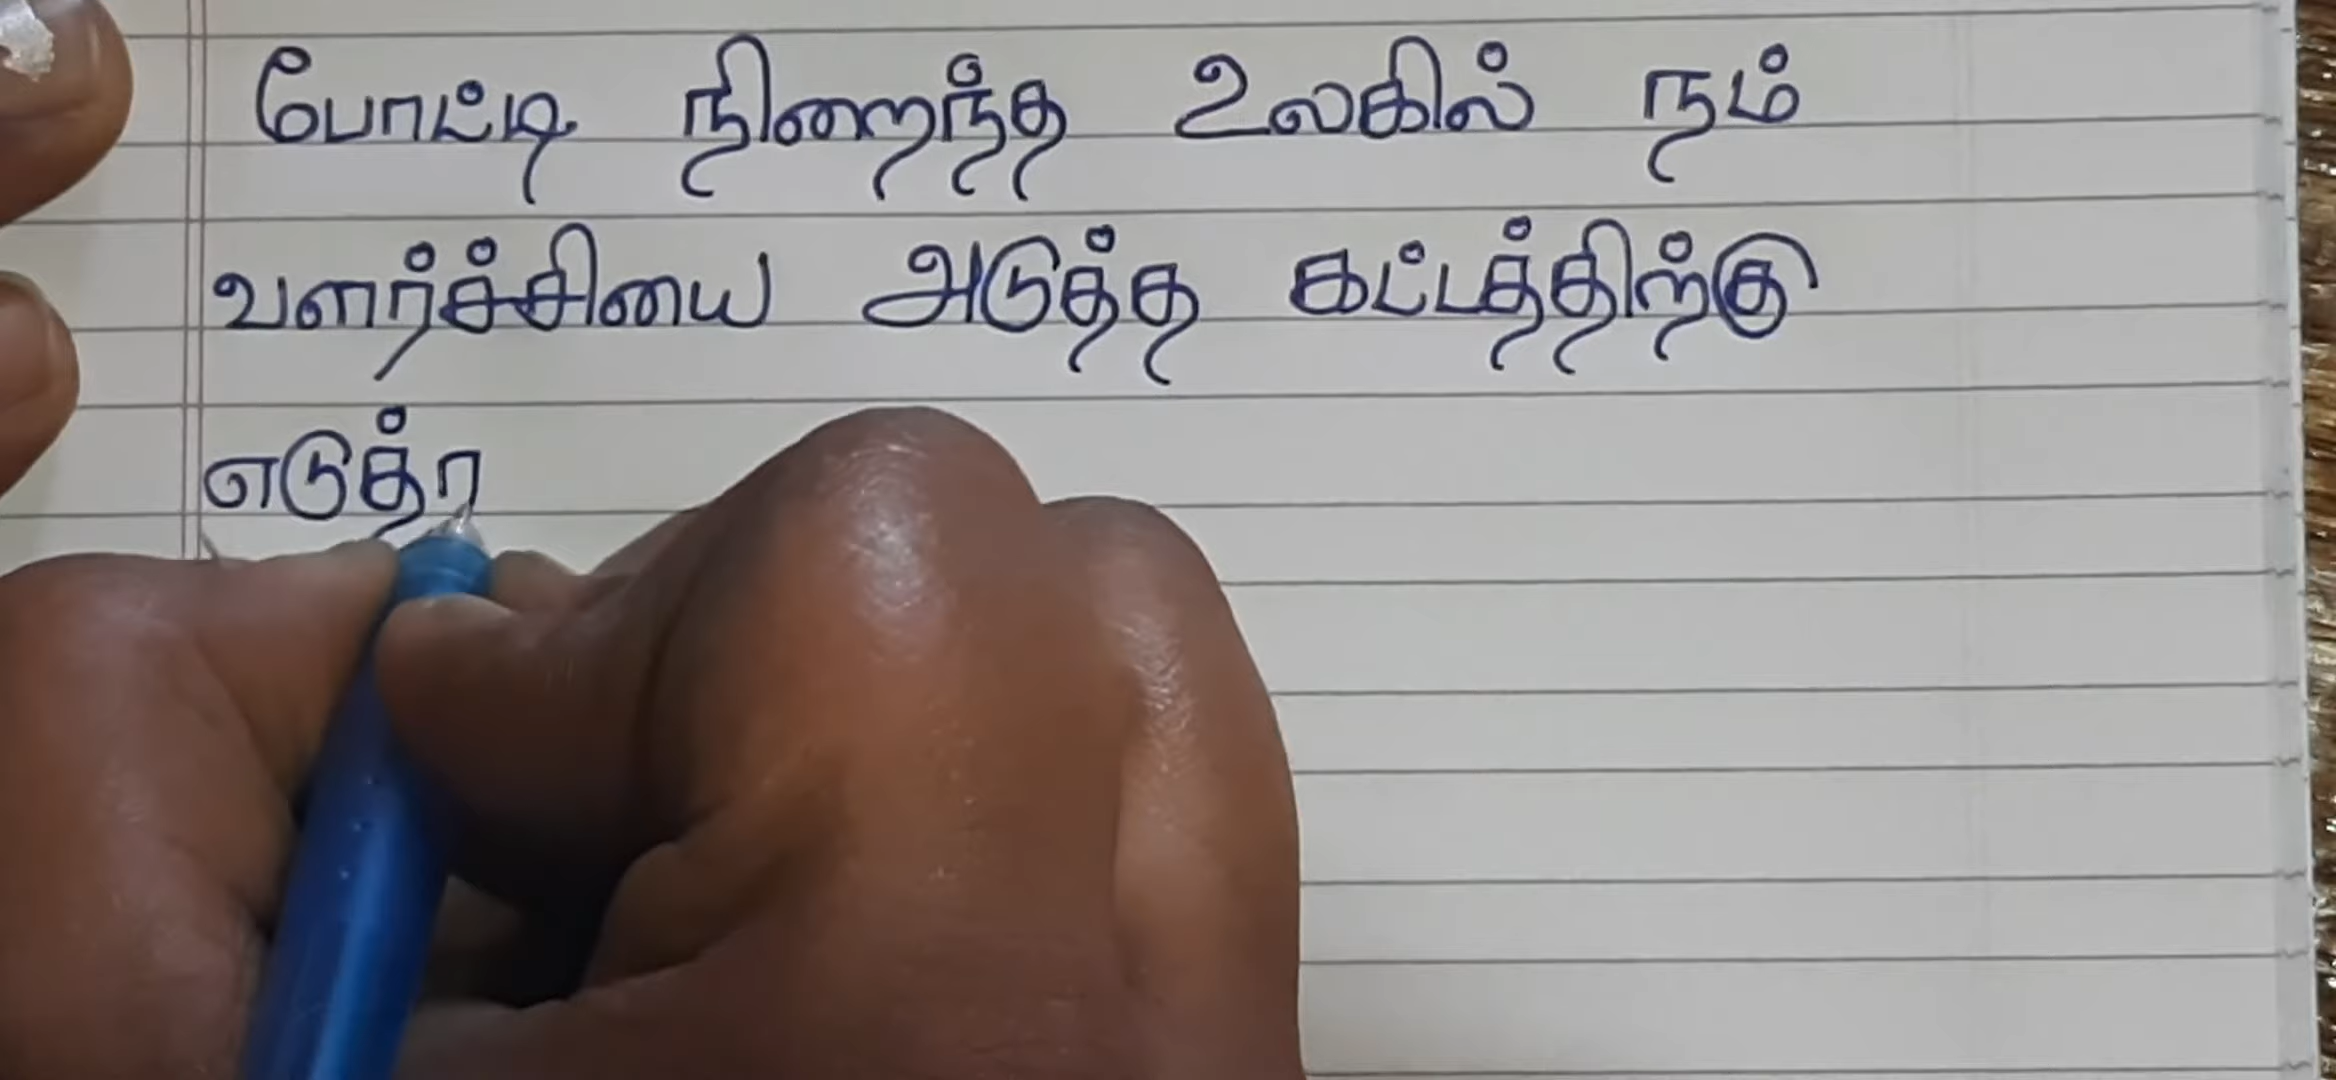 போட்டி நிறைந்த உலகில் நம்
வளர்ச்சியை அடுத்த கட்டத்திற்கு
எடுத்ர